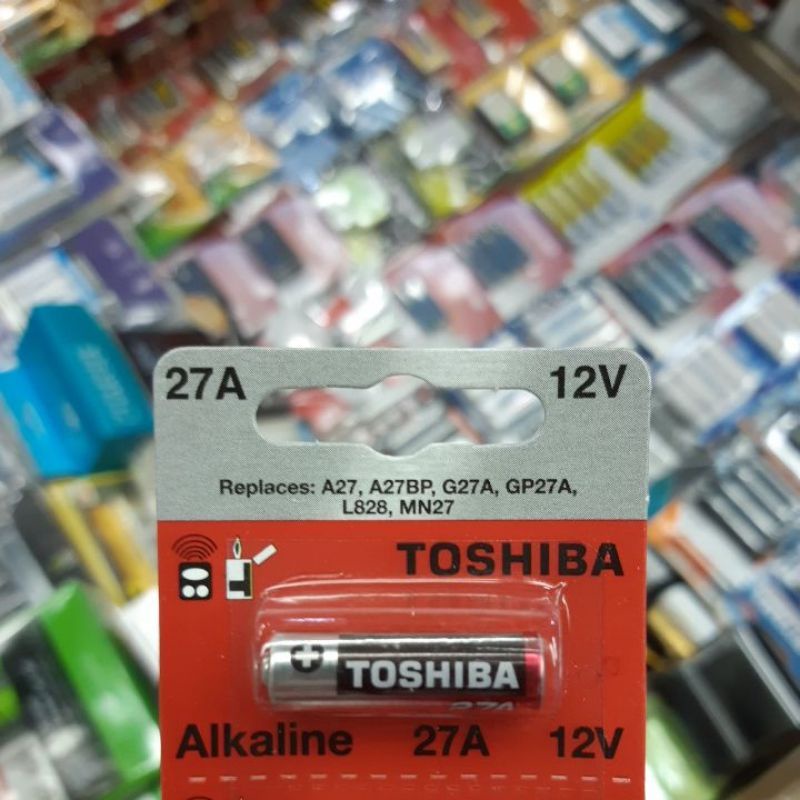 27A 12V
Replaces: A27, A27BP, G27A, GP27A,
L828, MN27
TOSHIBA
TOSHIBA
27A
Alkaline 27A 12V